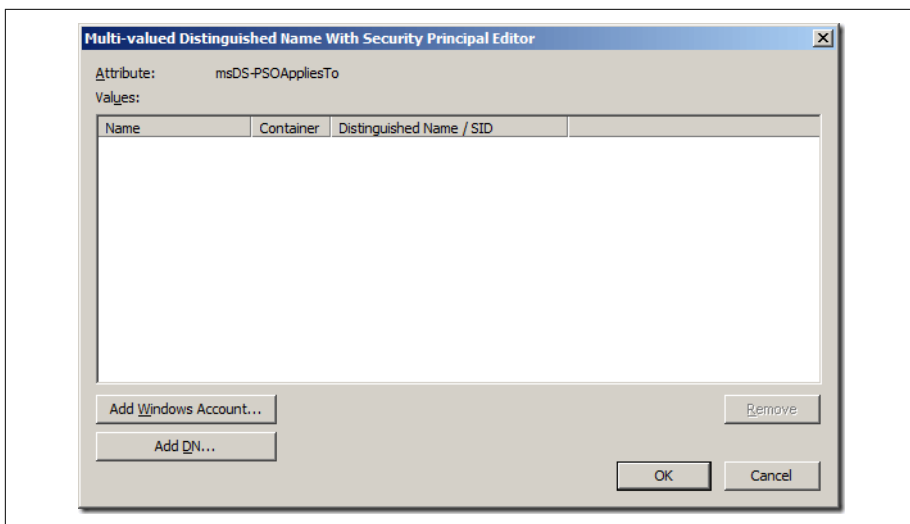 Multi-valued Distinguished Name With Security Principal Editor
Attribute: msDS-PSOAppliesTo
Values:
Name Container Distinguished Name / SID
Add Windows Account... Remove
Add DN...
OK Cancel